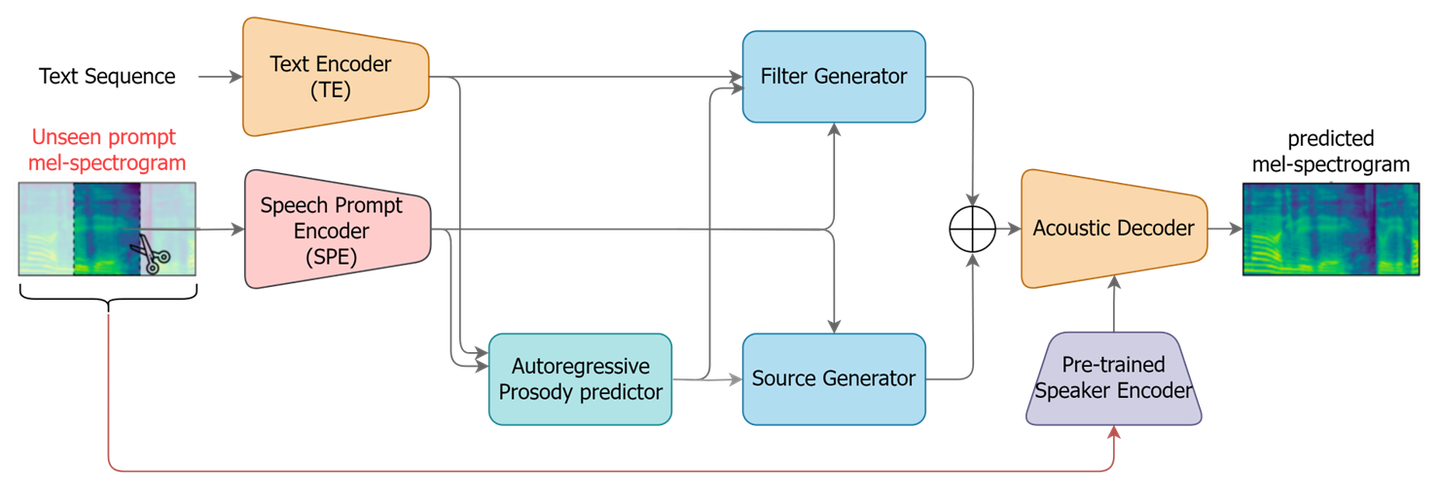 Text Sequence
Text Encoder
(TE)
Filter Generator
Unseen prompt
mel-spectrogram
Speech Prompt
Encoder
(SPE)
predicted
mel-spectrogram
Acoustic Decoder
Autoregressive
Prosody predictor
Source Generator
Pre-trained
Speaker Encoder